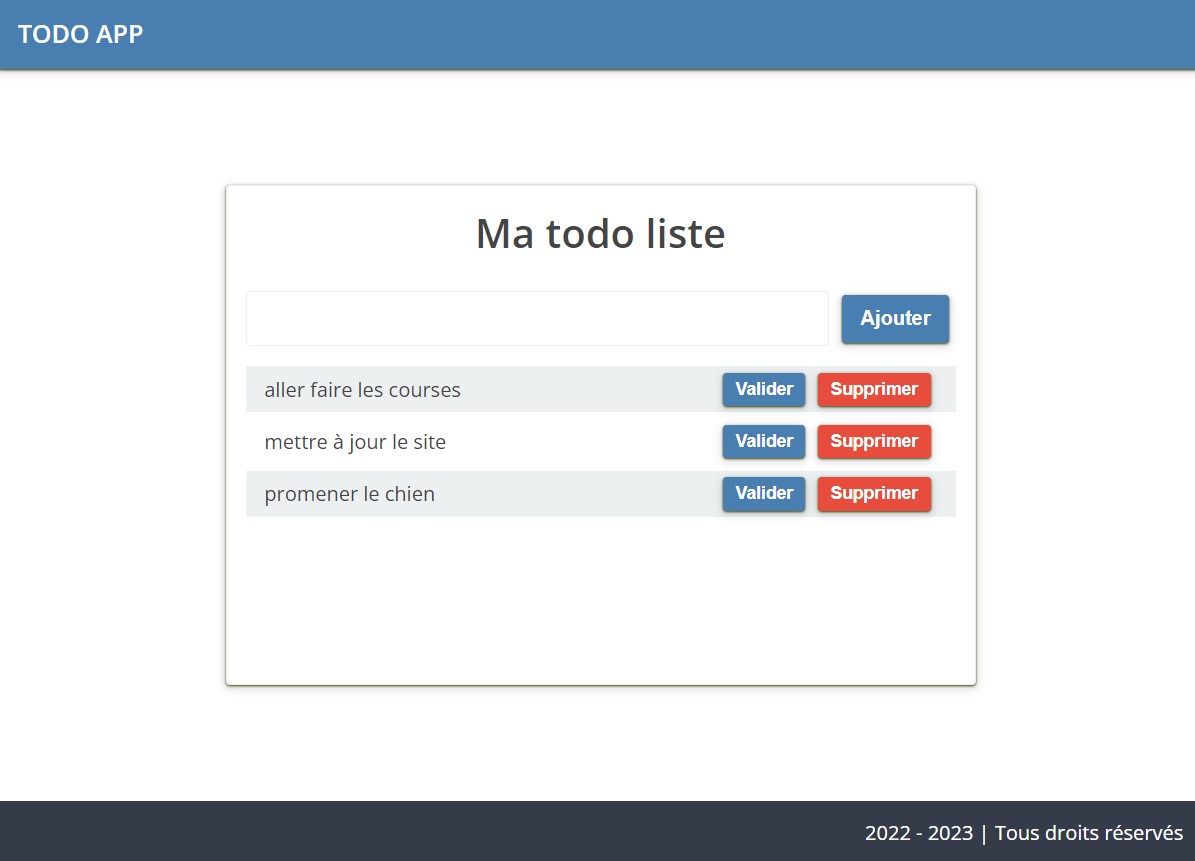 TODO APP
Ma todo liste
Ajouter
aller faire les courses Valider Supprimer
mettre à jour le site Valider Supprimer
promener le chien Valider Supprimer
2022 - 2023 | Tous droits réservés